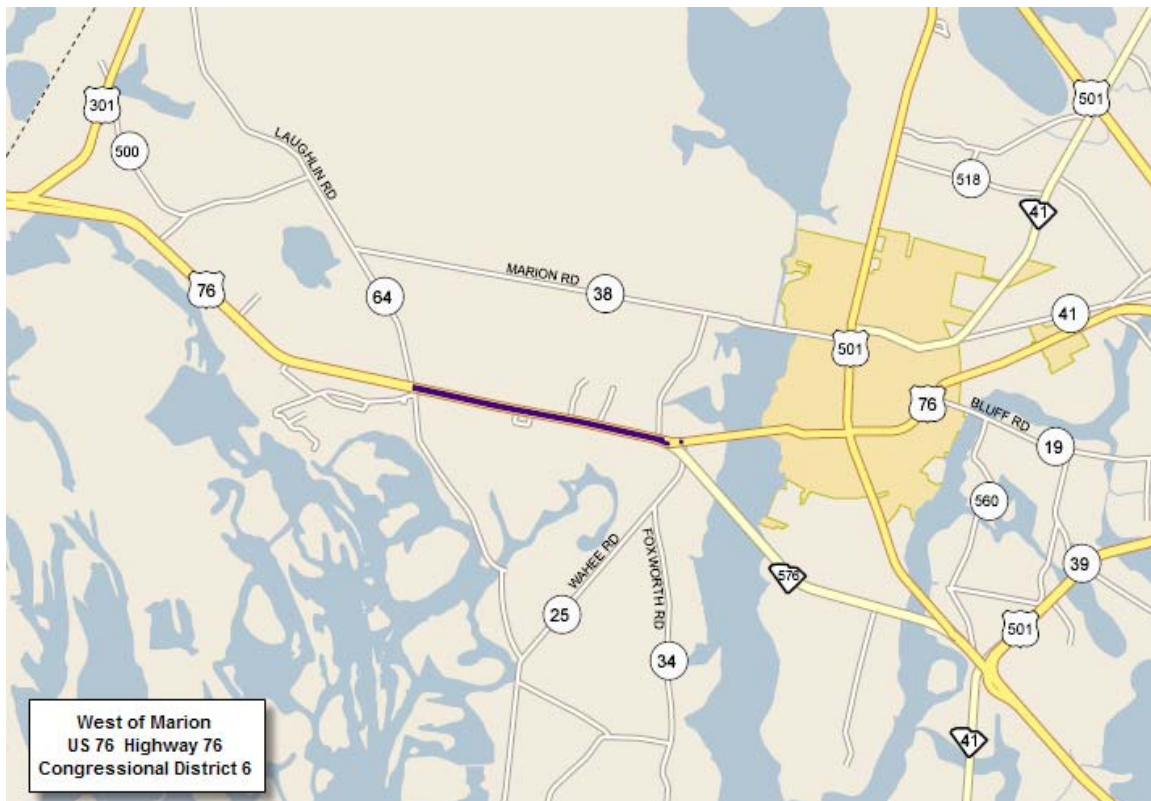 301
501
500
LAUGHLIN RD
518
41
76
64
MARION RD
38
41
501
76
BLUFF RD
19
560
WAHEE RD
FOXWORTH RD
576
39
25
501
34
41
West of Marion
US 76 Highway 76
Congressional District 6